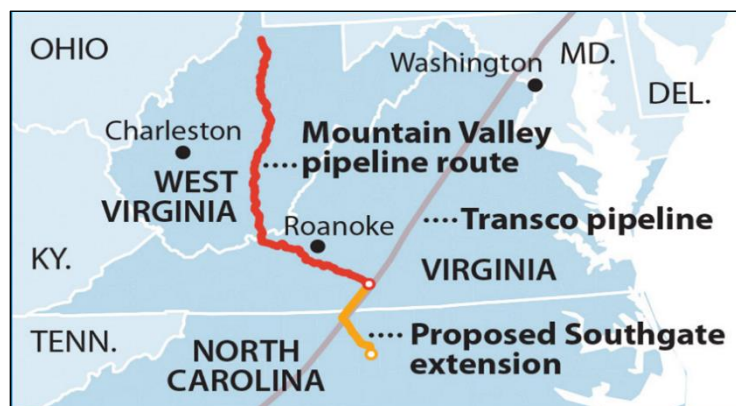 OHIO
Washington
MD.
DEL.
Charleston
Mountain Valley
pipeline route
WEST
VIRGINIA
Roanoke
Transco pipeline
KY.
VIRGINIA
TENN.
Proposed Southgate
extension
NORTH
CAROLINA